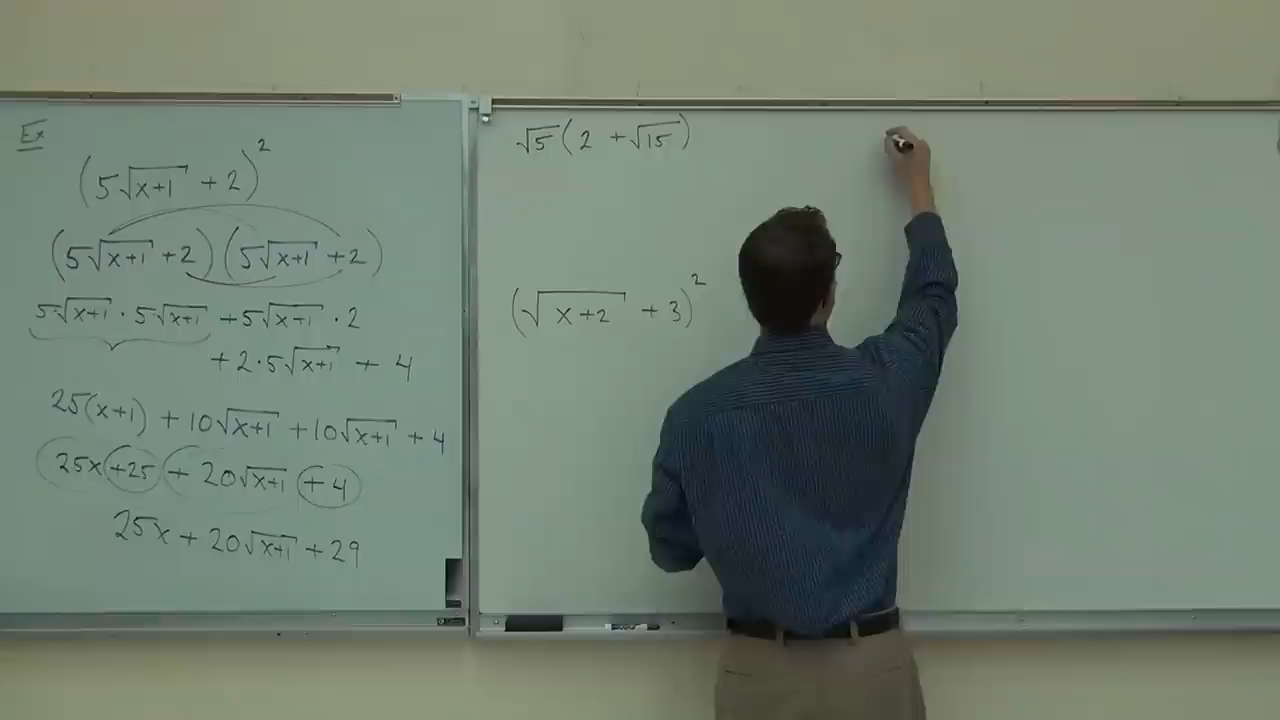 Ex
(5√(x+1) + 2)²
(5√(x+1) + 2)(5√(x+1) + 2)
5√(x+1) · 5√(x+1) + 5√(x+1) · 2
+ 2 · 5√(x+1) + 4
25(x+1) + 10√(x+1) + 10√(x+1) + 4
25x + 25 + 20√(x+1) + 4
25x + 20√(x+1) + 29
√5(2 + √15)
(√(x+2) + 3)²